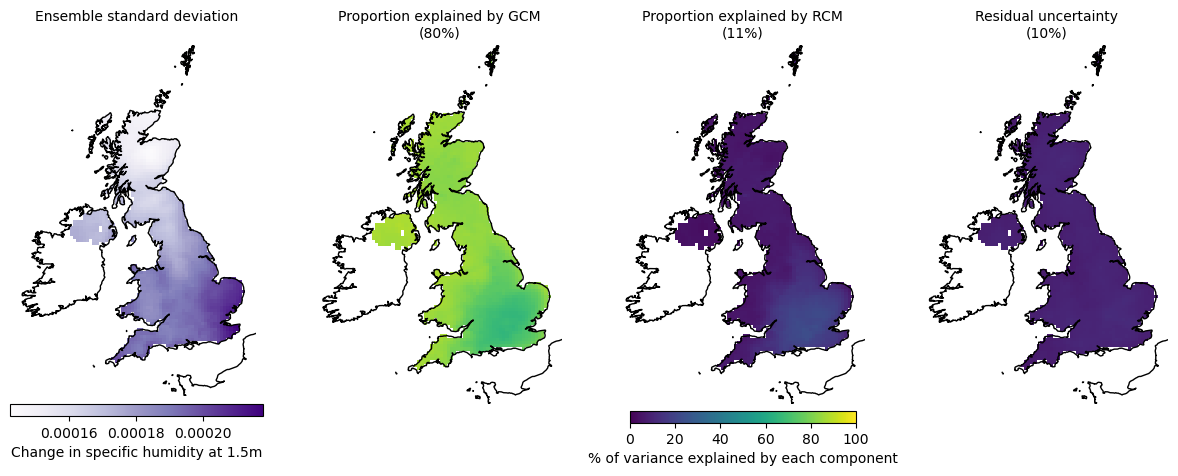 Ensemble standard deviation
Proportion explained by GCM
(80%)
Proportion explained by RCM
(11%)
Residual uncertainty
(10%)
0.00016 0.00018 0.00020
Change in specific humidity at 1.5m
0 20 40 60 80 100
% of variance explained by each component